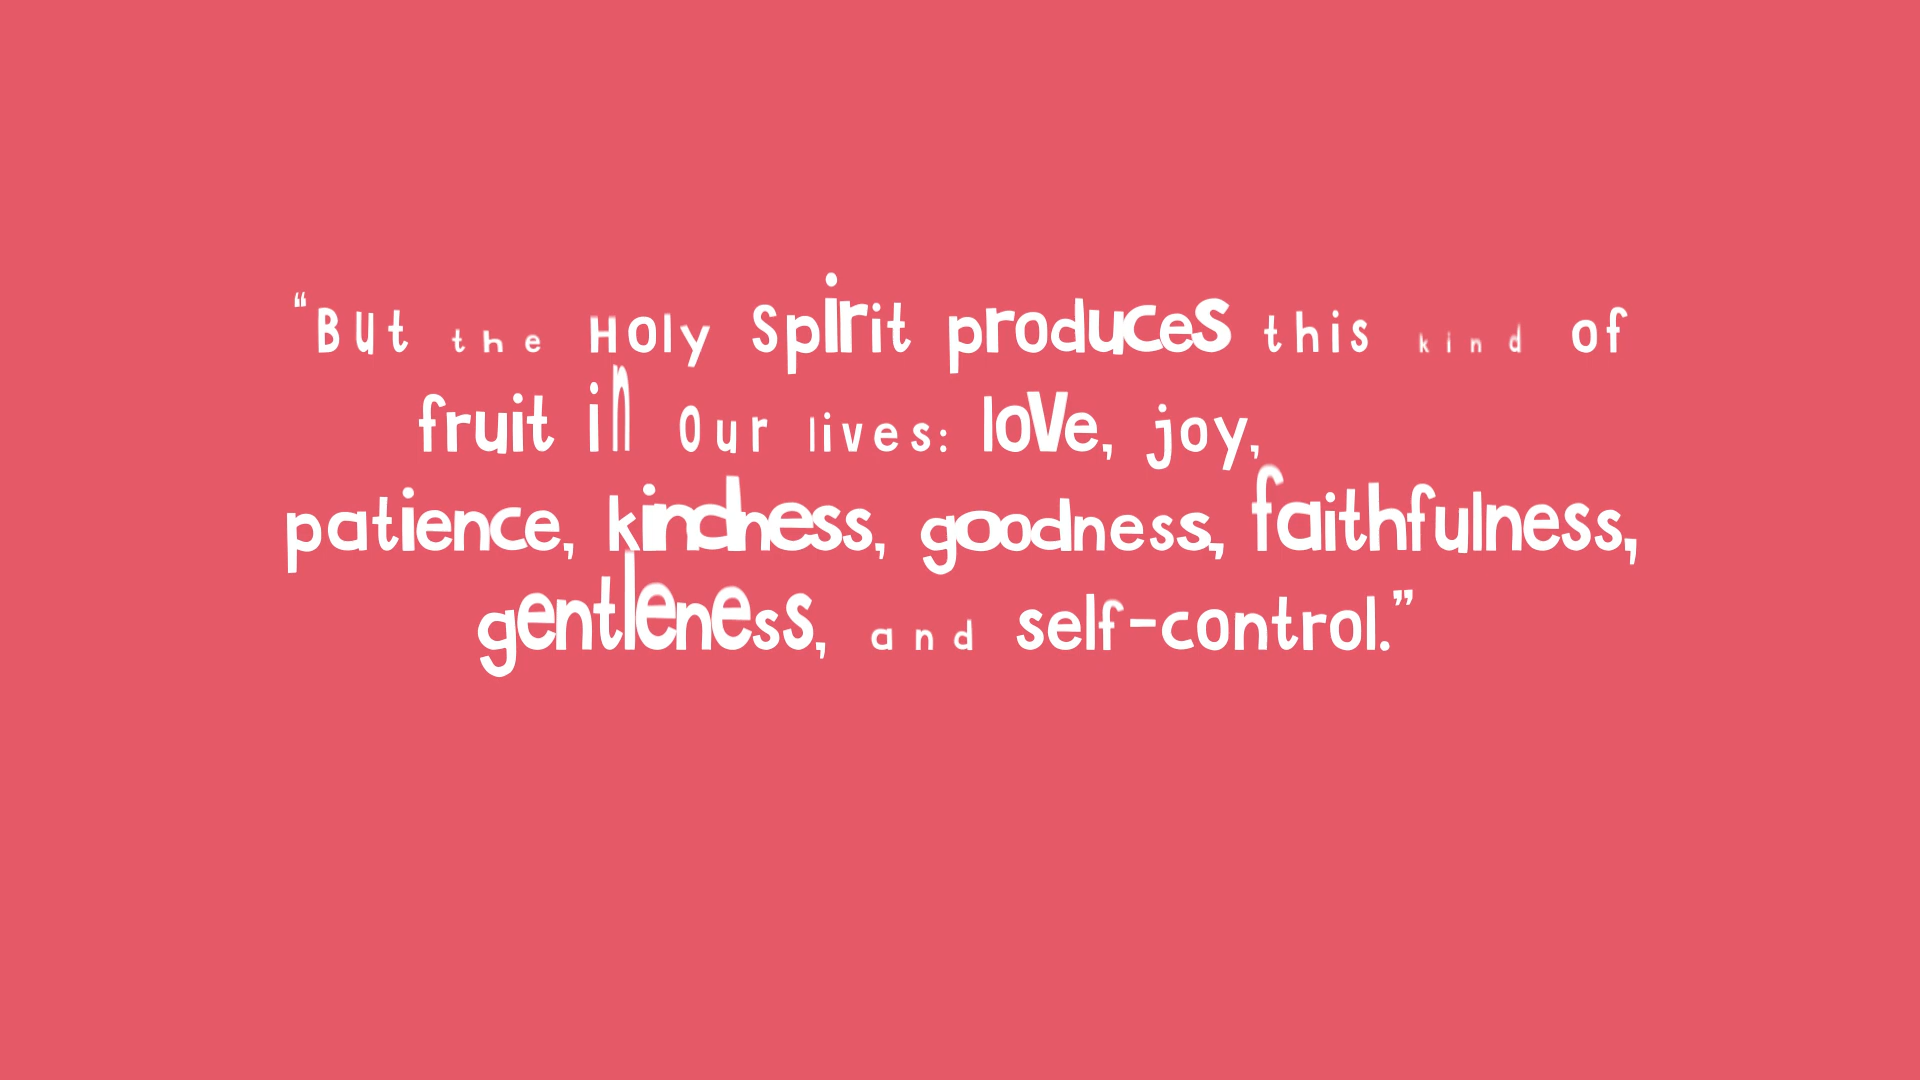 “But the Holy Spirit produces this kind of
fruit in our lives: love, joy,
patience, kindness, goodness, faithfulness,
gentleness, and self-control.”